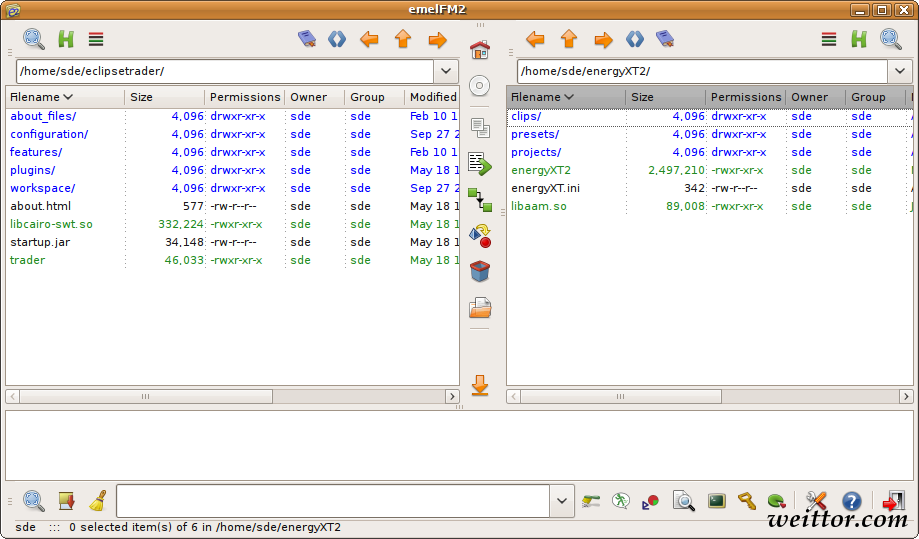 emelFM2
/home/sde/eclipsetrader/
Filename Size Permissions Owner Group Modified
about_files/ 4,096 drwxr-xr-x sde sde Feb 10 1
configuration/ 4,096 drwxr-xr-x sde sde Sep 27 2
features/ 4,096 drwxr-xr-x sde sde Feb 10 1
plugins/ 4,096 drwxr-xr-x sde sde May 18 1
workspace/ 4,096 drwxr-xr-x sde sde Sep 27 2
about.html 577 -rw-r--r-- sde sde May 18 1
libcairo-swt.so 332,224 -rwxr-xr-x sde sde May 18 1
startup.jar 34,148 -rw-r--r-- sde sde May 18 1
trader 46,033 -rwxr-xr-x sde sde May 18 1
/home/sde/energyXT2/
Filename Size Permissions Owner Group
clips/ 4,096 drwxr-xr-x sde sde
presets/ 4,096 drwxr-xr-x sde sde
projects/ 4,096 drwxr-xr-x sde sde
energyXT2 2,497,210 -rwxr-xr-x sde sde
energyXT.ini 342 -rw-r--r-- sde sde
libaam.so 89,008 -rwxr-xr-x sde sde
sde ::: 0 selected item(s) of 6 in /home/sde/energyXT2
weittor.com